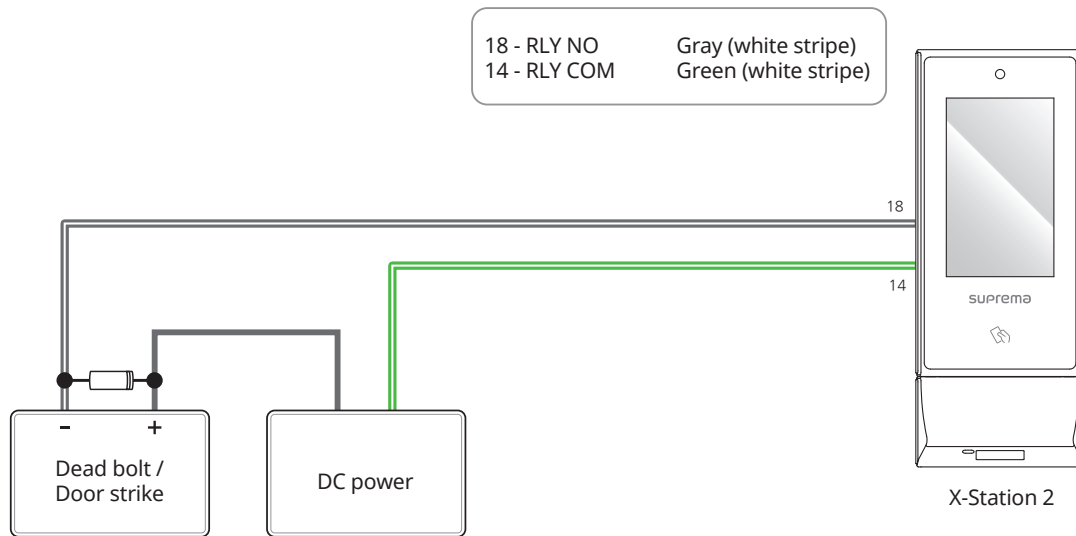 18 - RLY NO Gray (white stripe)
14 - RLY COM Green (white stripe)
18
14
suprema
- +
Dead bolt /
Door strike
DC power
X-Station 2